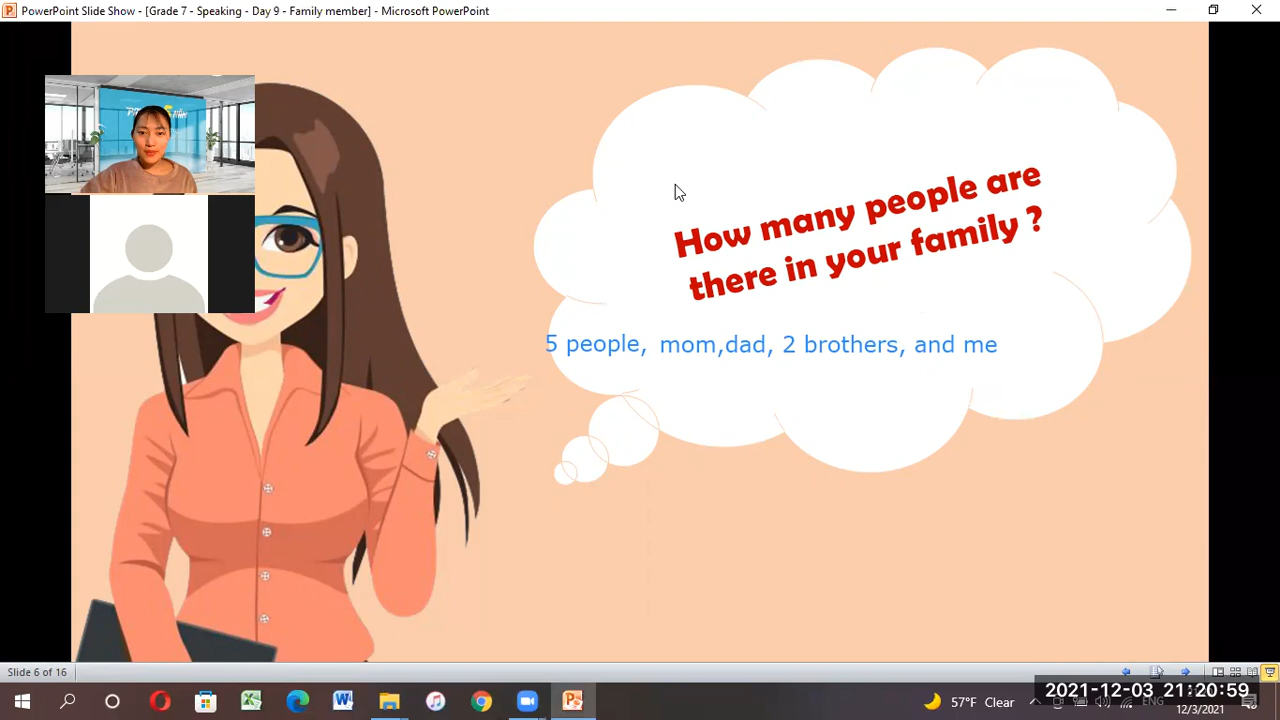 PowerPoint Slide Show - [Grade 7 - Speaking - Day 9 - Family member] - Microsoft PowerPoint
How many people are
there in your family ?
5 people, mom,dad, 2 brothers, and me
Slide 6 of 16
57°F Clear
ENG
2021-12-03 21:20:59
12/3/2021